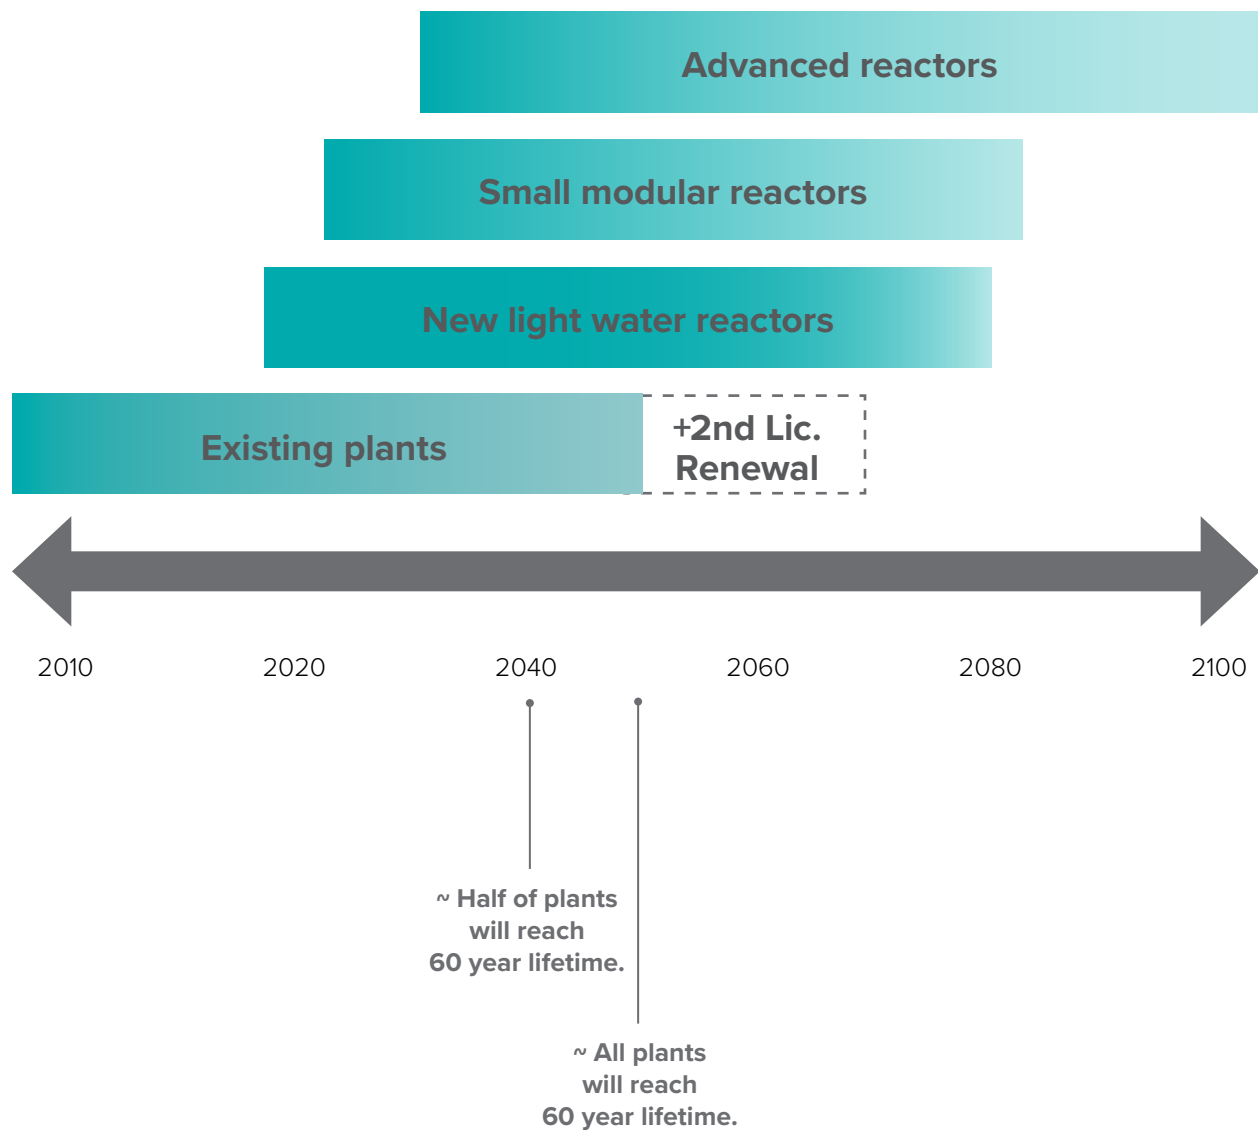 Advanced reactors
Small modular reactors
New light water reactors
Existing plants
+2nd Lic.
Renewal
2010 2020 2040 2060 2080 2100
~ Half of plants
will reach
60 year lifetime.
~ All plants
will reach
60 year lifetime.